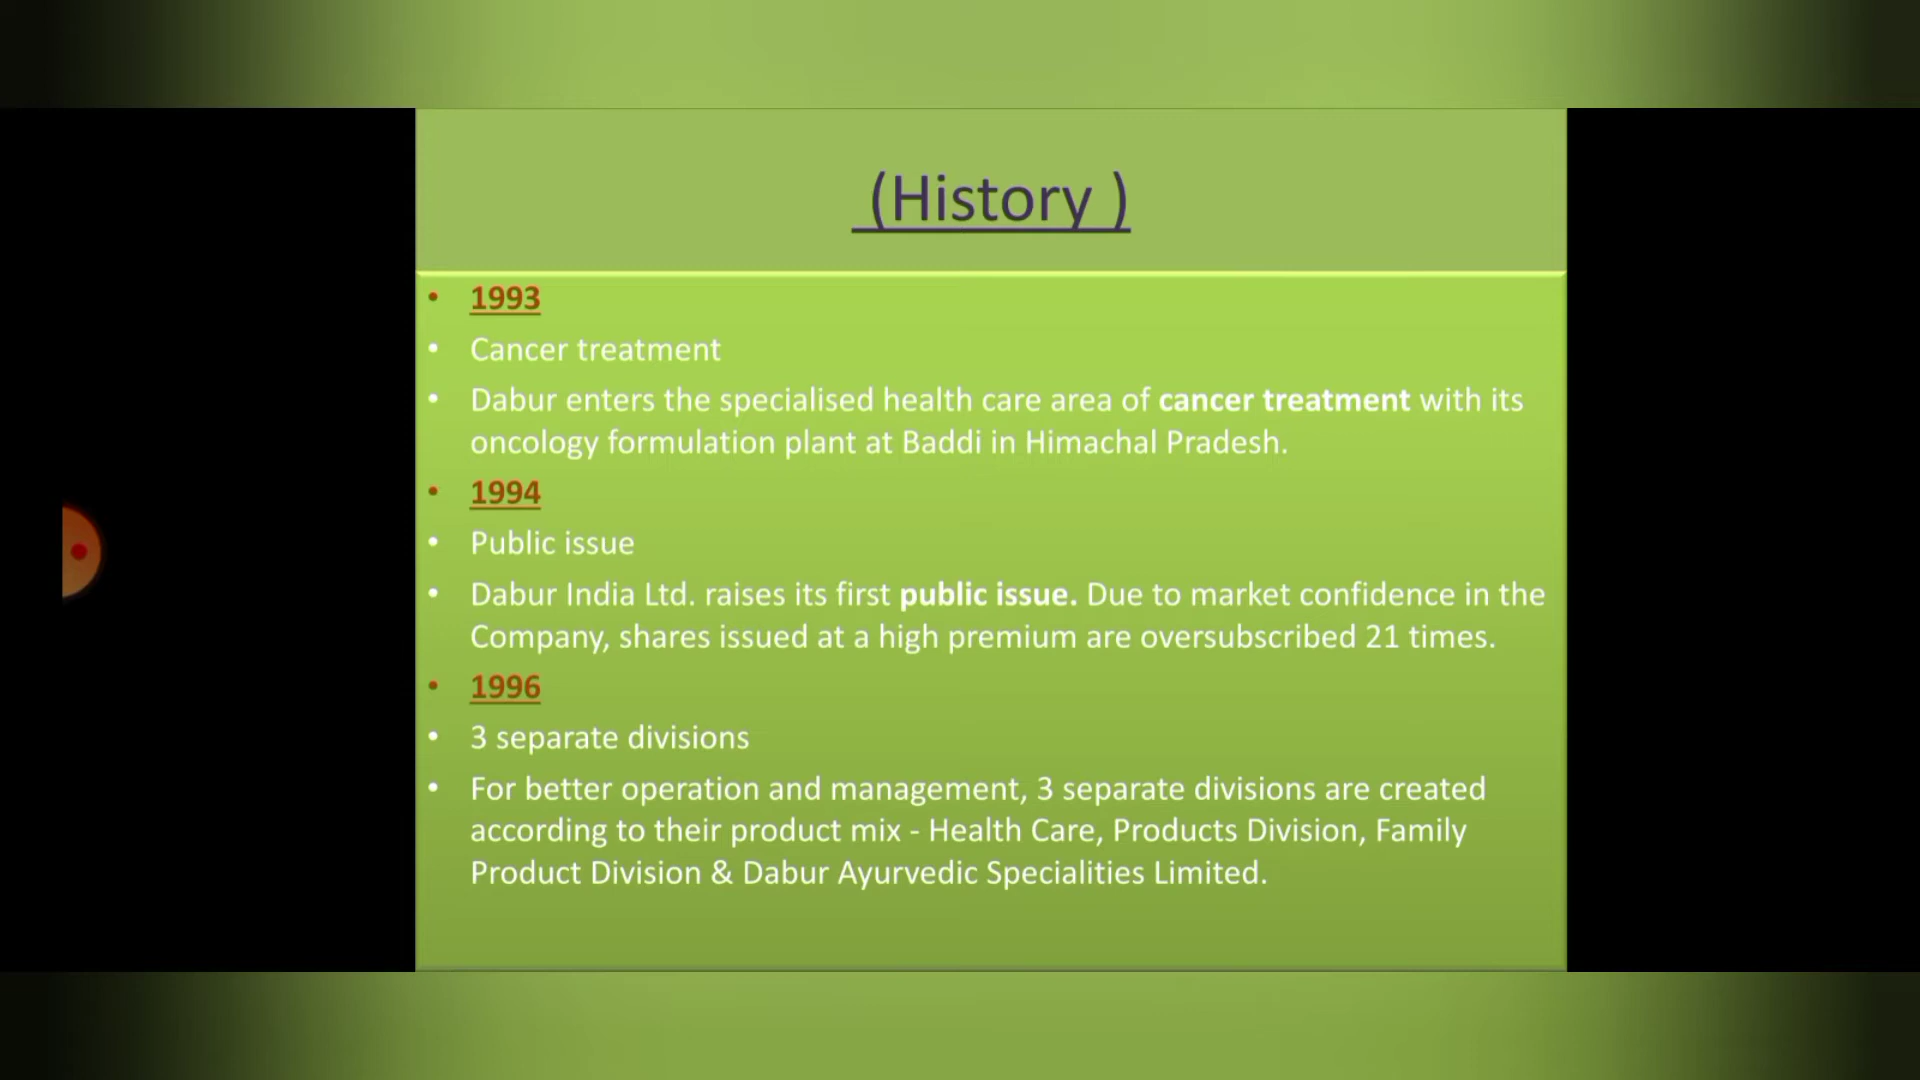 (History )
• 1993
• Cancer treatment
• Dabur enters the specialised health care area of cancer treatment with its
oncology formulation plant at Baddi in Himachal Pradesh.
• 1994
• Public issue
• Dabur India Ltd. raises its first public issue. Due to market confidence in the
Company, shares issued at a high premium are oversubscribed 21 times.
• 1996
• 3 separate divisions
• For better operation and management, 3 separate divisions are created
according to their product mix - Health Care, Products Division, Family
Product Division & Dabur Ayurvedic Specialities Limited.